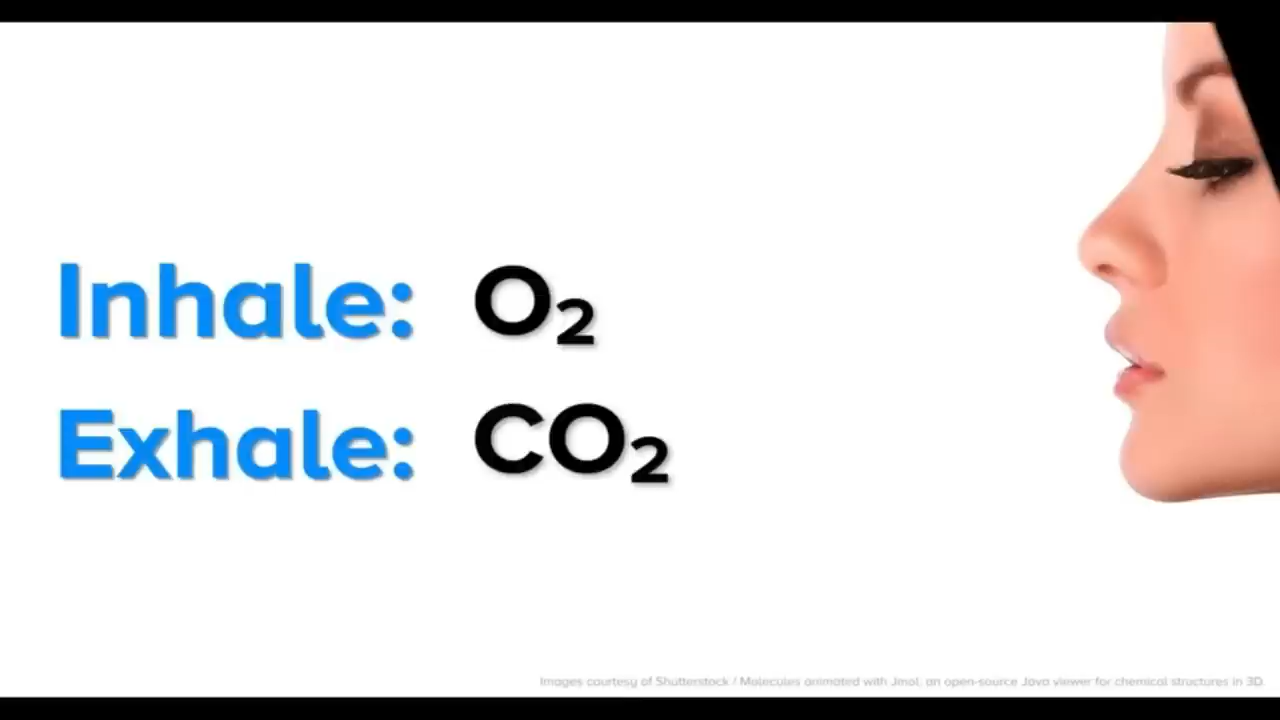 Inhale: O₂
Exhale: CO₂
Images courtesy of Shutterstock / Molecules animated with Jmol: an open-source Java viewer for chemical structures in 3D.